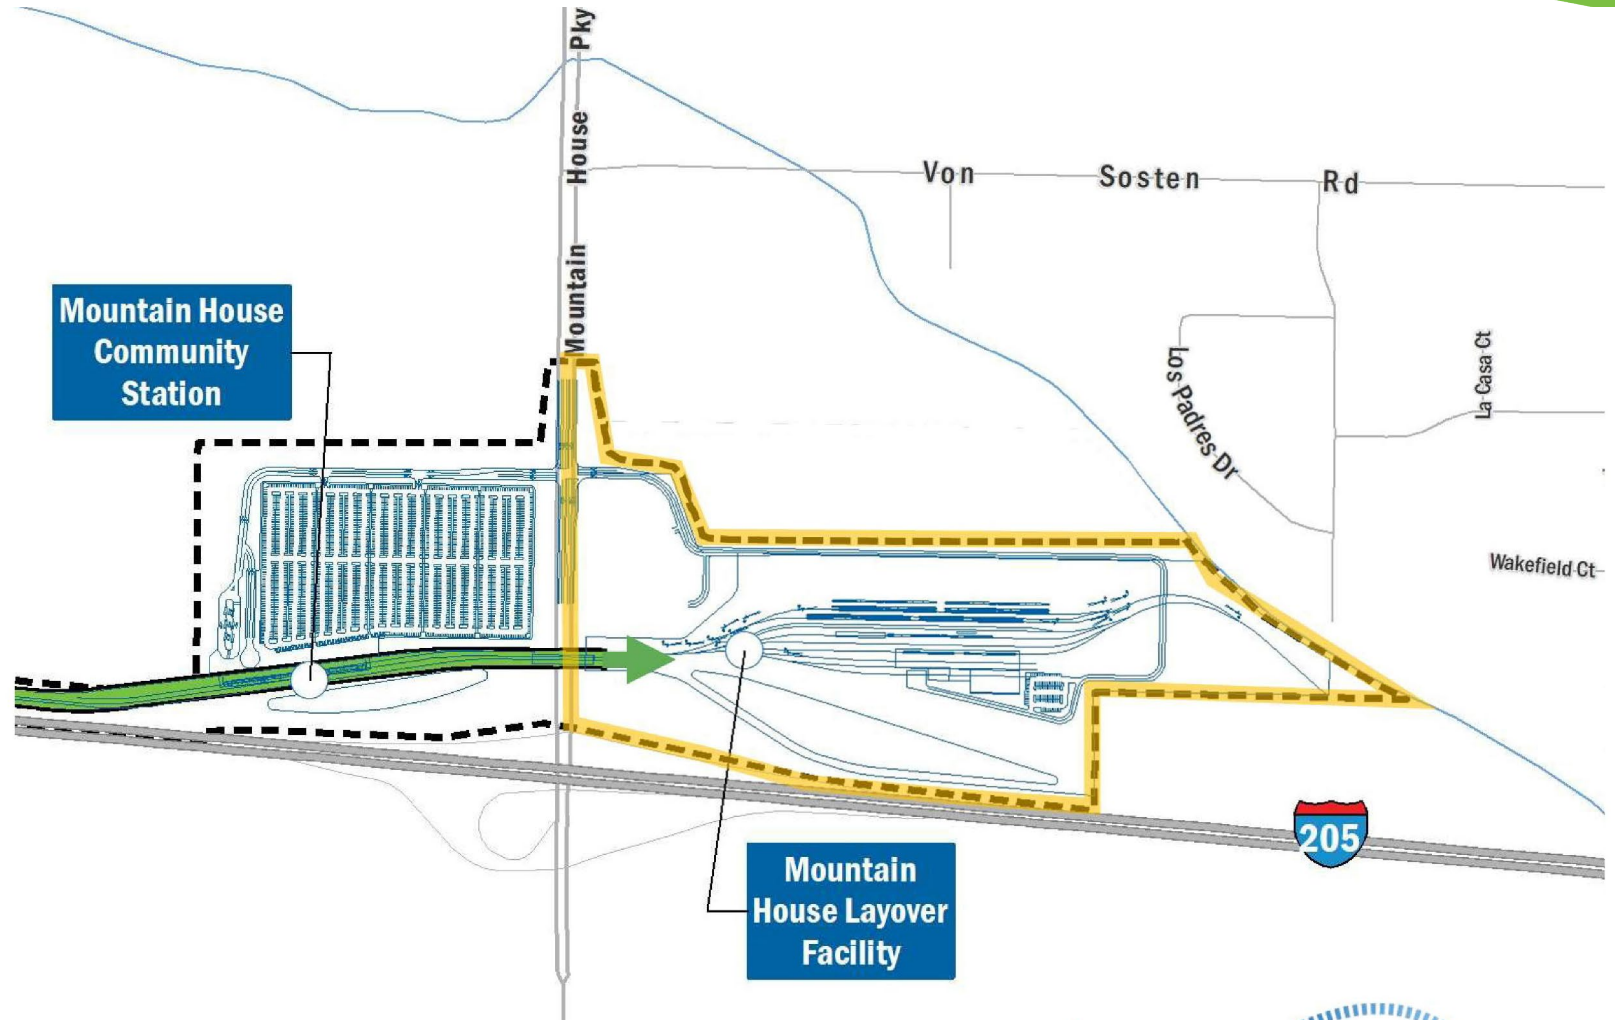 Mountain House Pky
Von Sosten Rd
Mountain House
Community
Station
Los Padres Dr
La Casa Ct
Wakefield Ct
205
Mountain
House Layover
Facility